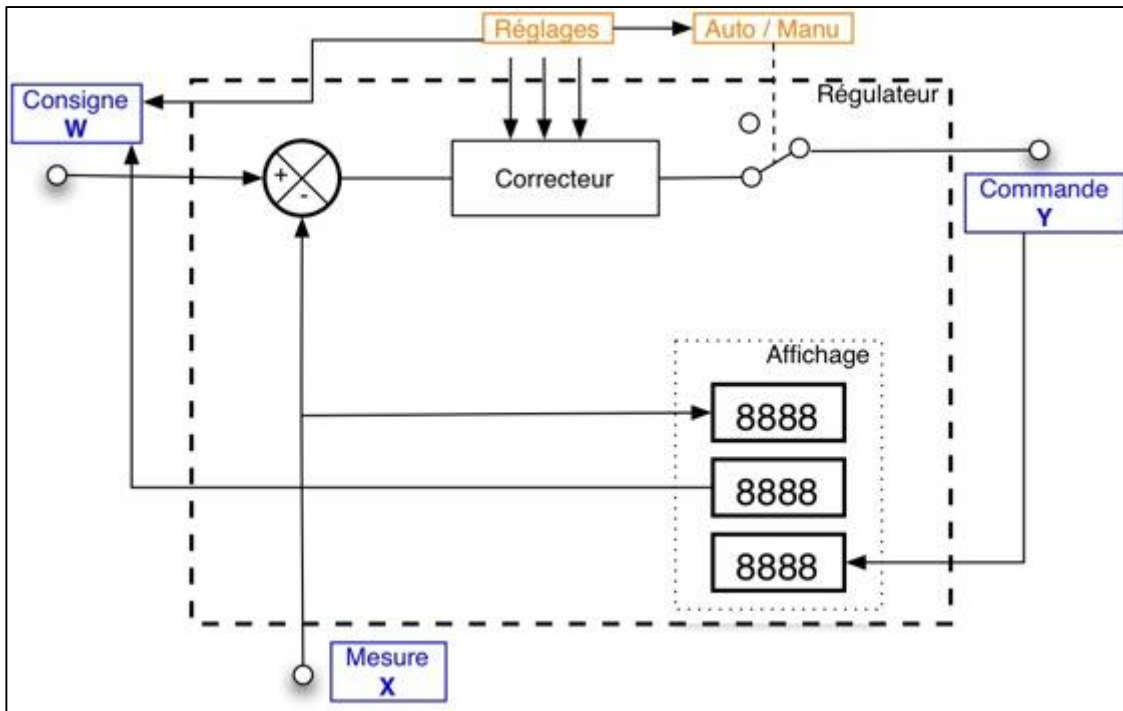 Réglages
Auto / Manu
Consigne
W
Régulateur
+
-
Correcteur
Commande
Y
Affichage
8888
8888
8888
Mesure
X